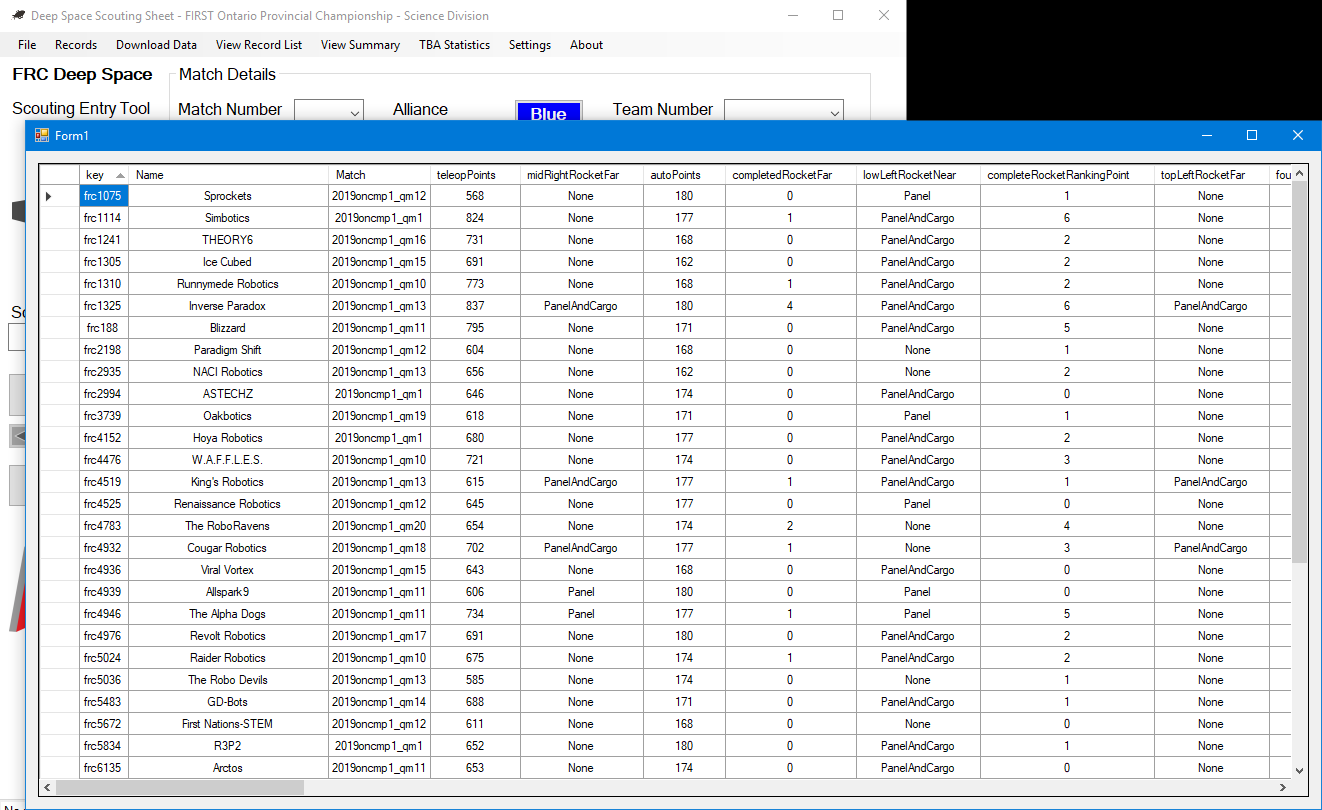 Deep Space Scouting Sheet - FIRST Ontario Provincial Championship - Science Division
File Records Download Data View Record List View Summary TBA Statistics Settings About
FRC Deep Space Match Details
Scouting Entry Tool Match Number Alliance Blue Team Number
Form1
key Name Match teleopPoints midRightRocketFar autoPoints completedRocketFar lowLeftRocketNear completeRocketRankingPoint topLeftRocketFar fou
frc1075 Sprockets 2019oncmp1_qm12 568 None 180 0 Panel 1 None
frc1114 Simbotics 2019oncmp1_qm1 824 None 177 1 PanelAndCargo 6 None
frc1241 THEORY6 2019oncmp1_qm16 731 None 168 0 PanelAndCargo 2 None
frc1305 Ice Cubed 2019oncmp1_qm15 691 None 162 0 PanelAndCargo 2 None
frc1310 Runnymede Robotics 2019oncmp1_qm10 773 None 168 1 PanelAndCargo 2 None
frc1325 Inverse Paradox 2019oncmp1_qm13 837 PanelAndCargo 180 4 PanelAndCargo 6 PanelAndCargo
frc188 Blizzard 2019oncmp1_qm11 795 None 171 0 PanelAndCargo 5 None
frc2198 Paradigm Shift 2019oncmp1_qm12 604 None 168 0 None 1 None
frc2935 NACI Robotics 2019oncmp1_qm13 656 None 162 0 None 2 None
frc2994 ASTECHZ 2019oncmp1_qm1 646 None 174 0 PanelAndCargo 0 None
frc3739 Oakbotics 2019oncmp1_qm19 618 None 171 0 Panel 1 None
frc4152 Hoya Robotics 2019oncmp1_qm1 680 None 177 0 PanelAndCargo 2 None
frc4476 W.A.F.F.L.E.S. 2019oncmp1_qm10 721 None 174 0 PanelAndCargo 3 None
frc4519 King's Robotics 2019oncmp1_qm13 615 PanelAndCargo 177 1 PanelAndCargo 1 PanelAndCargo
frc4525 Renaissance Robotics 2019oncmp1_qm12 645 None 177 0 Panel 0 None
frc4783 The RoboRavens 2019oncmp1_qm20 654 None 174 2 None 4 None
frc4932 Cougar Robotics 2019oncmp1_qm18 702 PanelAndCargo 177 1 None 3 PanelAndCargo
frc4936 Viral Vortex 2019oncmp1_qm15 643 None 168 0 PanelAndCargo 0 None
frc4939 Allspark9 2019oncmp1_qm11 606 Panel 180 0 Panel 0 None
frc4946 The Alpha Dogs 2019oncmp1_qm11 734 Panel 177 1 Panel 5 None
frc4976 Revolt Robotics 2019oncmp1_qm17 691 None 180 0 PanelAndCargo 2 None
frc5024 Raider Robotics 2019oncmp1_qm10 675 None 174 1 PanelAndCargo 2 None
frc5036 The Robo Devils 2019oncmp1_qm13 585 None 174 0 None 1 None
frc5483 GD-Bots 2019oncmp1_qm14 688 None 171 0 PanelAndCargo 1 None
frc5672 First Nations-STEM 2019oncmp1_qm12 611 None 168 0 None 0 None
frc5834 R3P2 2019oncmp1_qm1 652 None 180 0 PanelAndCargo 1 None
frc6135 Arctos 2019oncmp1_qm11 653 None 174 0 PanelAndCargo 0 None